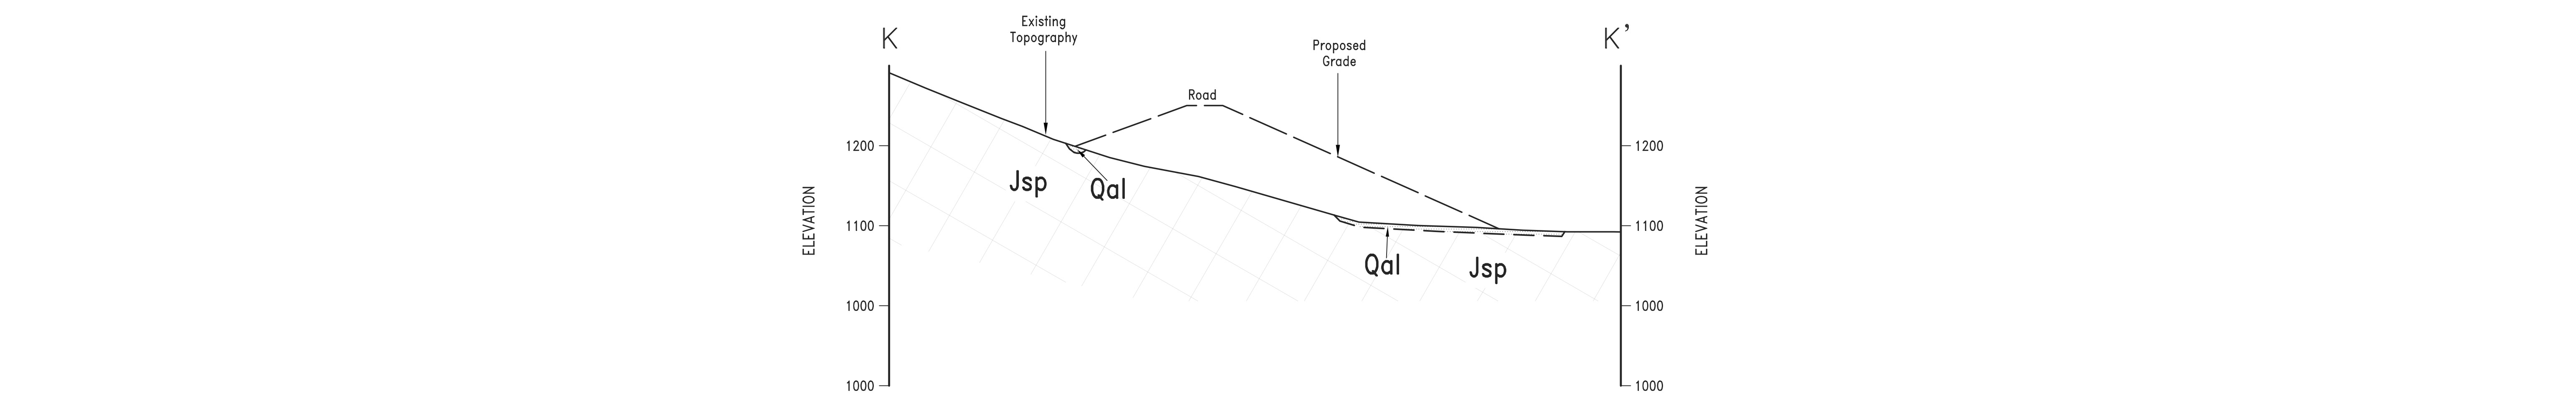 K
Existing
Topography
Proposed
Grade
K’
Road
1200
1200
Jsp
Qal
ELEVATION
ELEVATION
1100
1100
Qal
Jsp
1000
1000
1000
1000